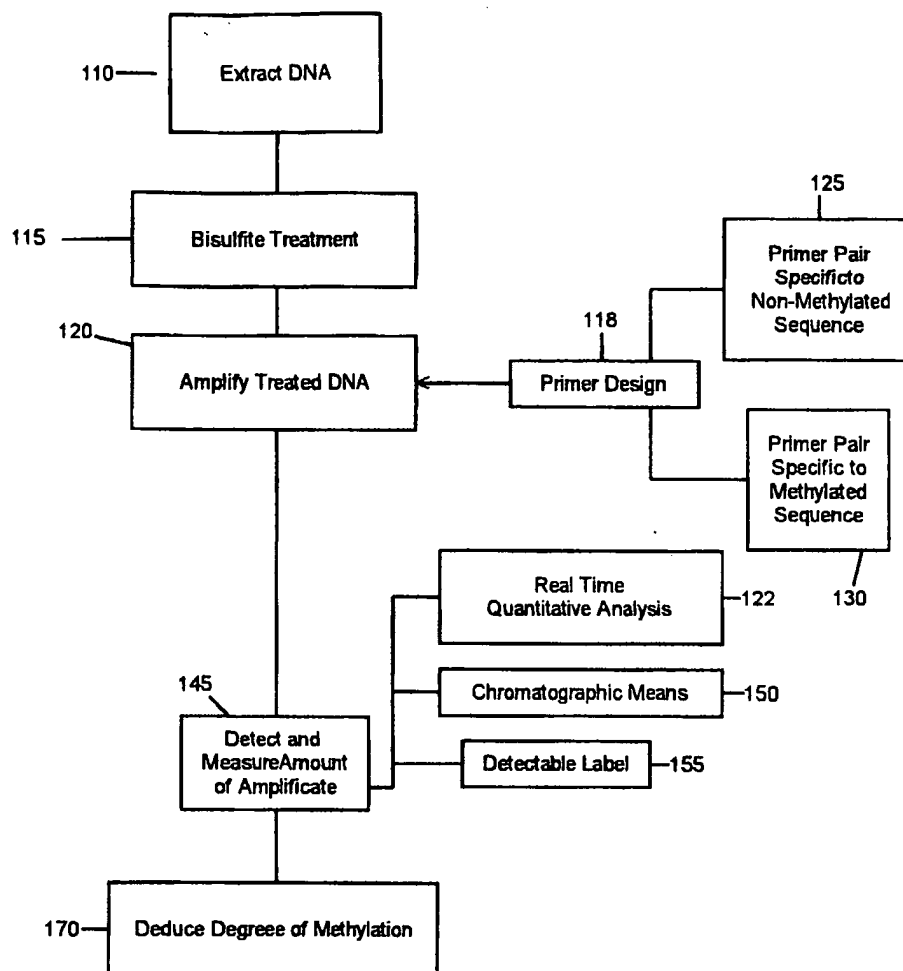 110
Extract DNA
125
115
Bisulfite Treatment
Primer Pair
Specificto
Non-Methylated
Sequence
120
118
Amplify Treated DNA
Primer Design
Primer Pair
Specific to
Methylated
Sequence
130
Real Time
Quantitative Analysis
122
145
Chromatographic Means
150
Detect and
MeasureAmount
of Amplificate
Detectable Label
155
170
Deduce Degreee of Methylation